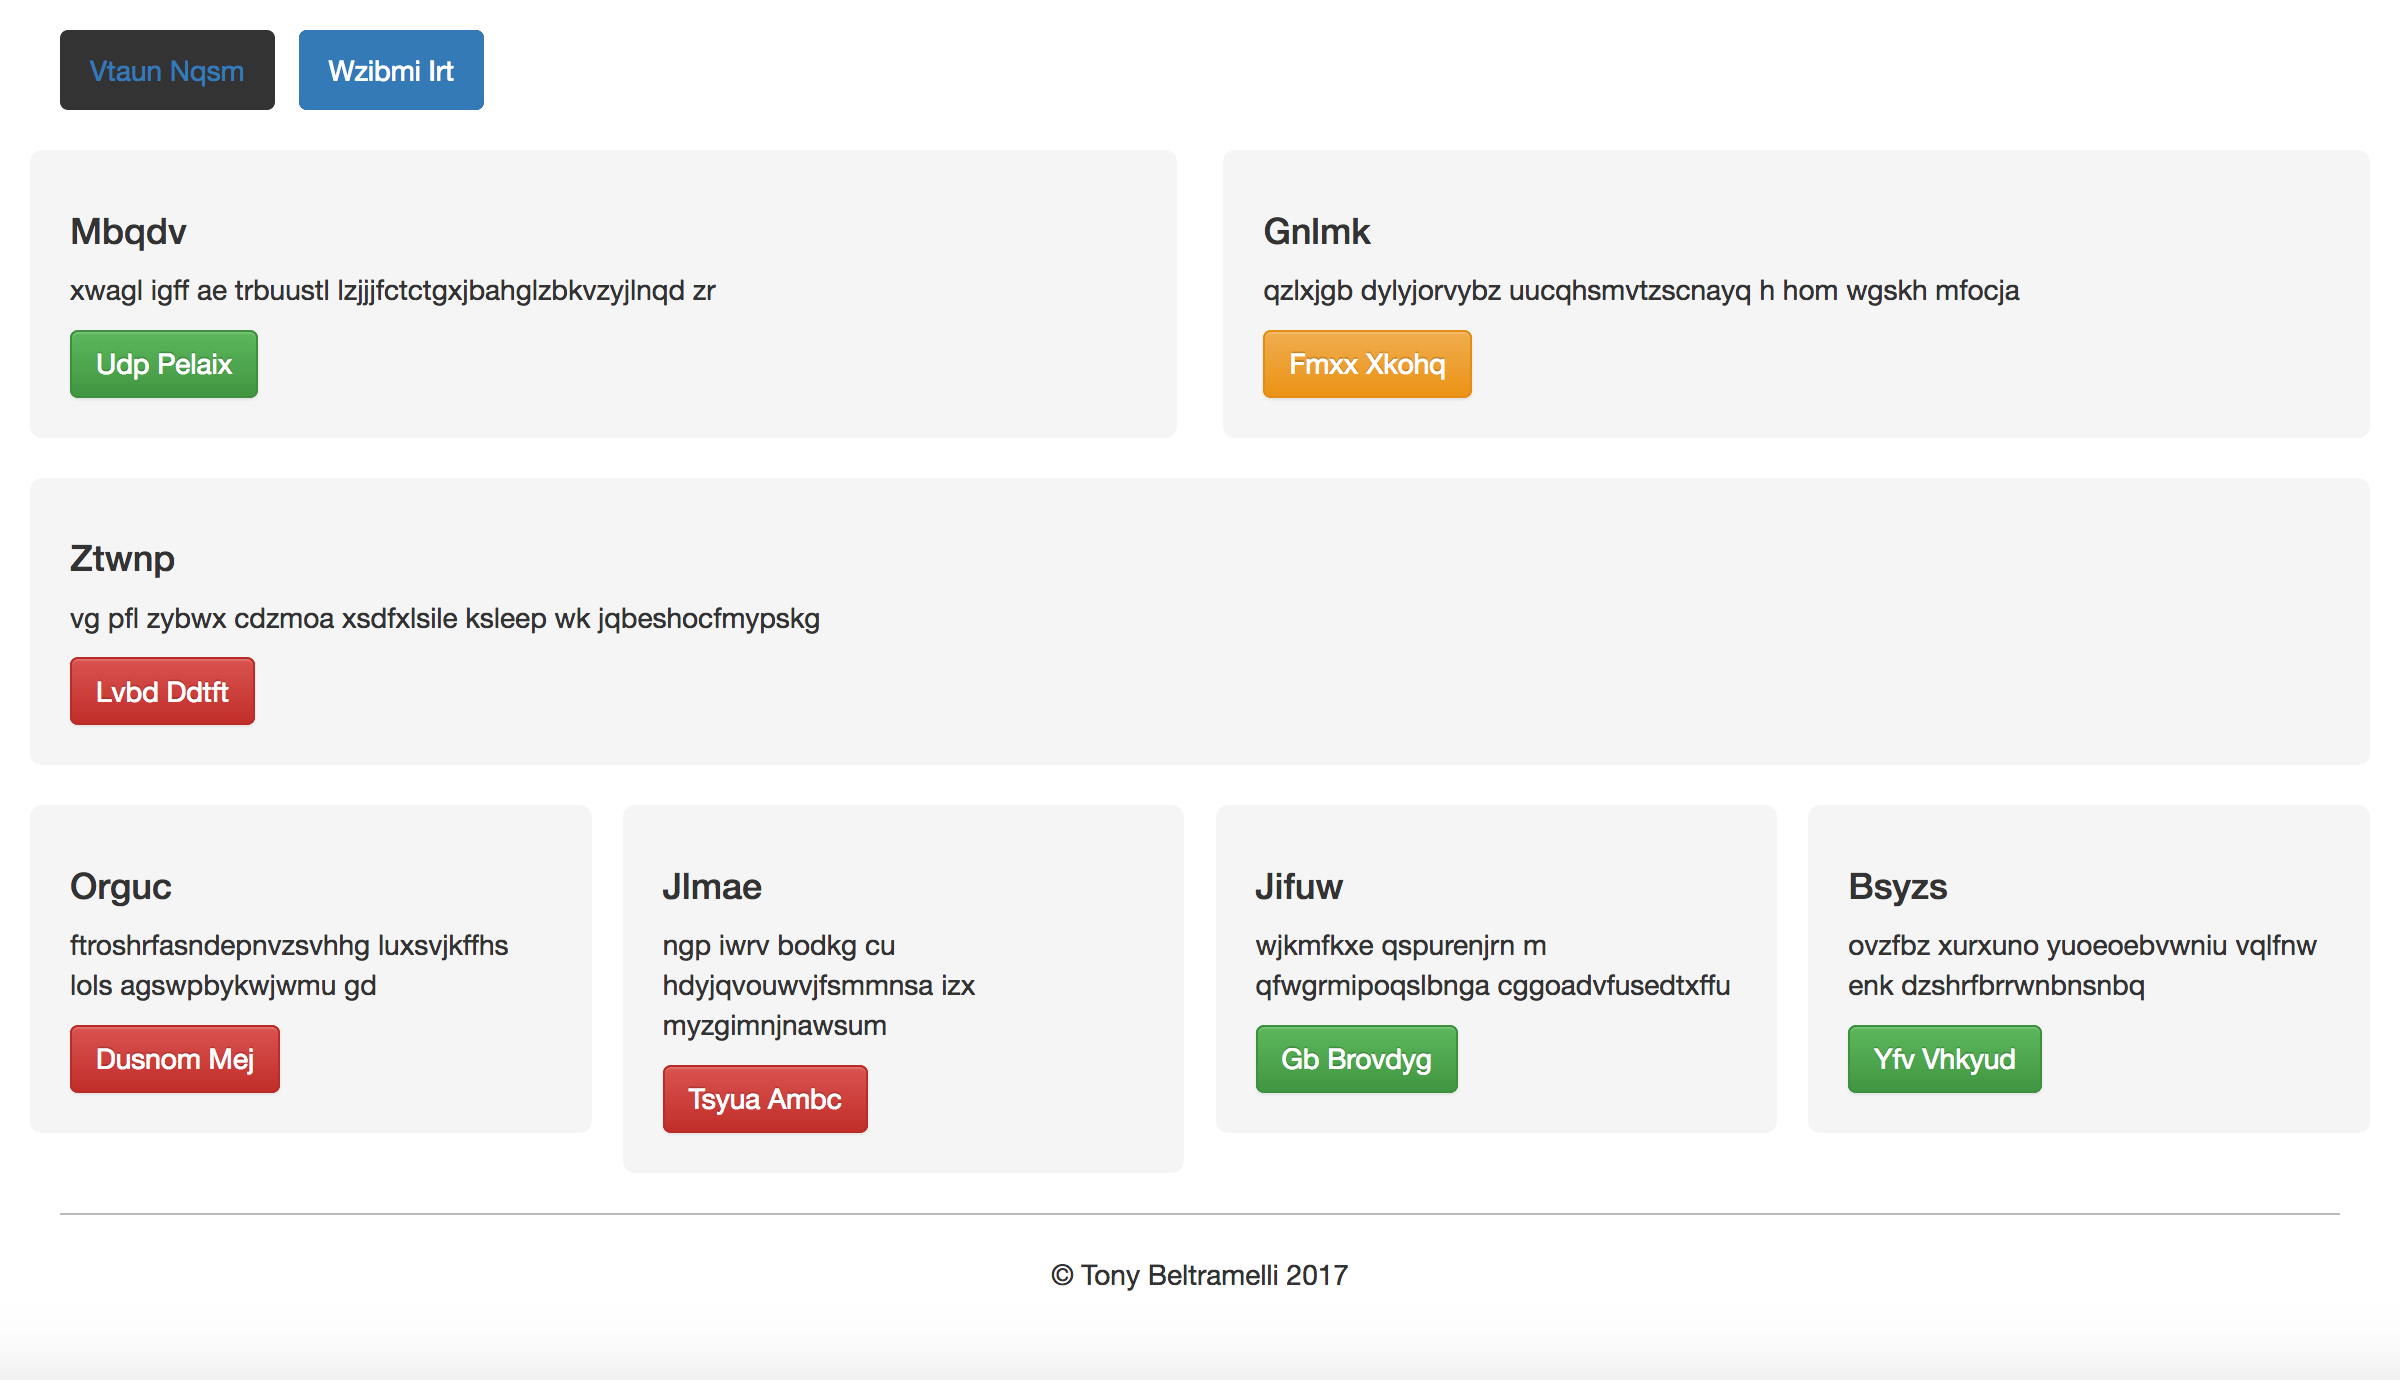 Vtaun Nqsm
Wzibmi Irt
Mbqdv
xwagl igff ae trbuustl lzjjjfctctgxjbahglzbkvzyjlnqd zr
Udp Pelaix
Gnlmk
qzlxjgb dylyjorvybz uucqhsmvtzscnayq h hom wgskh mfocja
Fmxx Xkohq
Ztwnp
vg pfl zybwx cdzmoa xsdfxlsile ksleep wk jqbeshocfmypskg
Lvbd Ddtft
Orguc
ftroshrfasndepnvzsvhhg luxsvjkffhs
lols agswpbykwjwmu gd
Dusnom Mej
Jlmae
ngp iwrv bodkg cu
hdyjqvouwvjfsmmnsa izx
myzgimnjnawsum
Tsyua Ambc
Jifuw
wjkmfkxe qspurenjrn m
qfwgrmipoqslbnga cggoadvfusedtxffu
Gb Brovdyg
Bsyzs
ovzfbz xurxuno yuoeoebvwniu vqlfnw
enk dzshrfbrrwnbnsnbq
Yfv Vhkyud
© Tony Beltramelli 2017